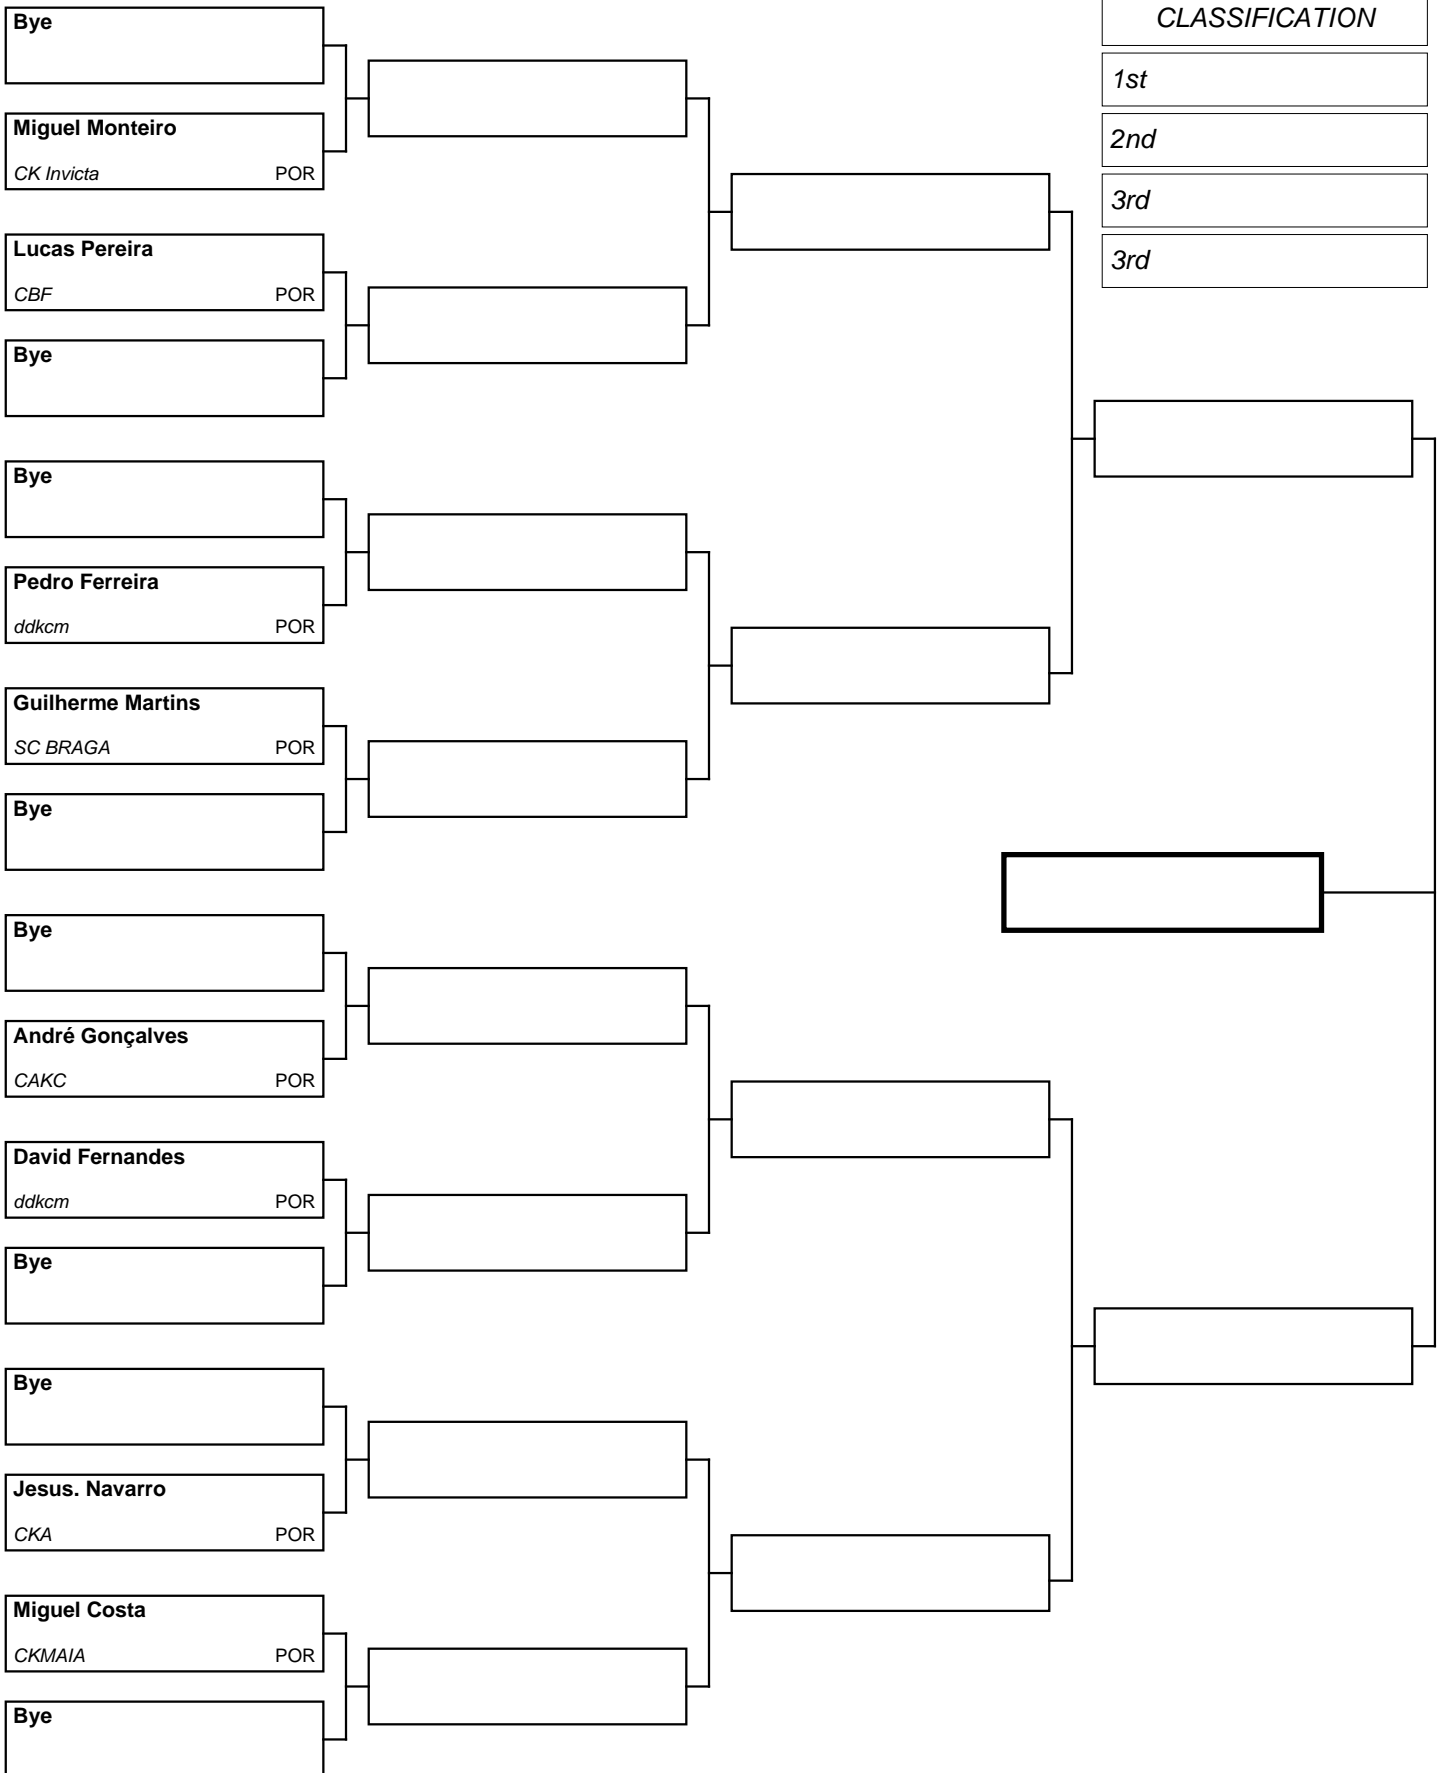 Bye
Miguel Monteiro
CK Invicta POR
Lucas Pereira
CBF POR
Bye
Bye
Pedro Ferreira
ddkcm POR
Guilherme Martins
SC BRAGA POR
Bye
Bye
André Gonçalves
CAKC POR
David Fernandes
ddkcm POR
Bye
Bye
Jesus. Navarro
CKA POR
Miguel Costa
CKMAIA POR
Bye
CLASSIFICATION
1st
2nd
3rd
3rd